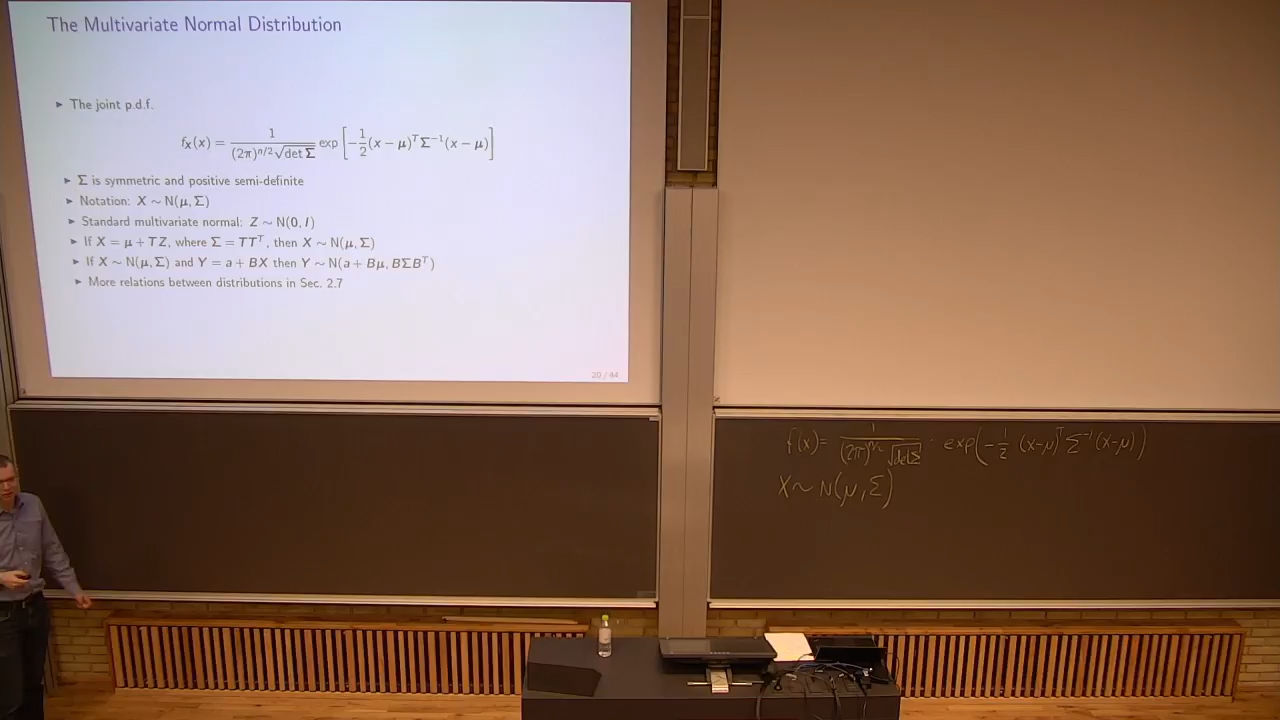 The Multivariate Normal Distribution
▸ The joint p.d.f.
f_X(x) = 1 / ((2π)^{n/2} √det Σ) exp [ −1/2 (x − μ)^T Σ^{−1} (x − μ) ]
▸ Σ is symmetric and positive semi-definite
▸ Notation: X ∼ N(μ, Σ)
▸ Standard multivariate normal: Z ∼ N(0, I)
▸ If X = μ + TZ, where Σ = TT^T, then X ∼ N(μ, Σ)
▸ If X ∼ N(μ, Σ) and Y = a + BX then Y ∼ N(a + Bμ, BΣB^T)
▸ More relations between distributions in Sec. 2.7
20 / 44
f(x) = 1 / ((2π)^{n/2} √det Σ) · exp(−1/2 (x−μ)^T Σ^{−1} (x−μ))
X ∼ N(μ, Σ)